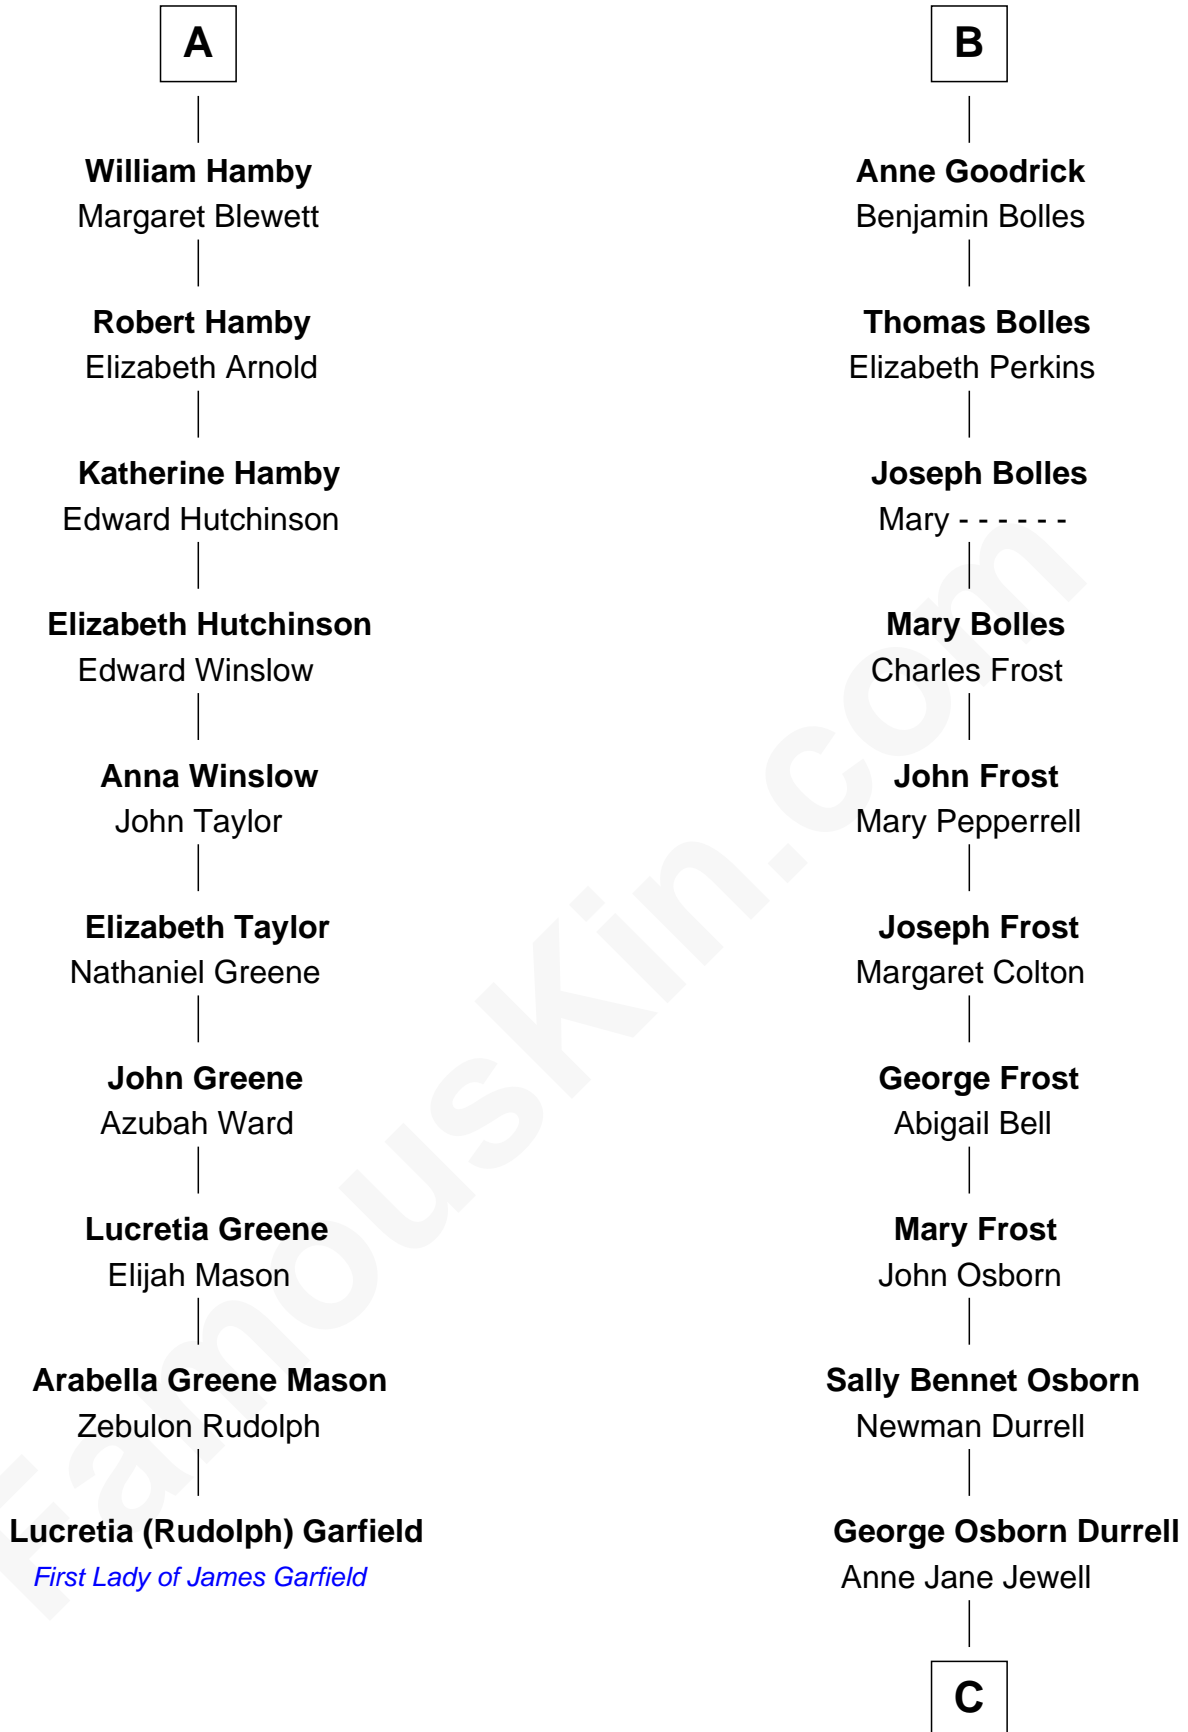 A
William Hamby
Margaret Blewett
Robert Hamby
Elizabeth Arnold
Katherine Hamby
Edward Hutchinson
Elizabeth Hutchinson
Edward Winslow
Anna Winslow
John Taylor
Elizabeth Taylor
Nathaniel Greene
John Greene
Azubah Ward
Lucretia Greene
Elijah Mason
Arabella Greene Mason
Zebulon Rudolph
Lucretia (Rudolph) Garfield
First Lady of James Garfield
B
Anne Goodrick
Benjamin Bolles
Thomas Bolles
Elizabeth Perkins
Joseph Bolles
Mary - - - - - -
Mary Bolles
Charles Frost
John Frost
Mary Pepperrell
Joseph Frost
Margaret Colton
George Frost
Abigail Bell
Mary Frost
John Osborn
Sally Bennet Osborn
Newman Durrell
George Osborn Durrell
Anne Jane Jewell
C
FamousKin.com